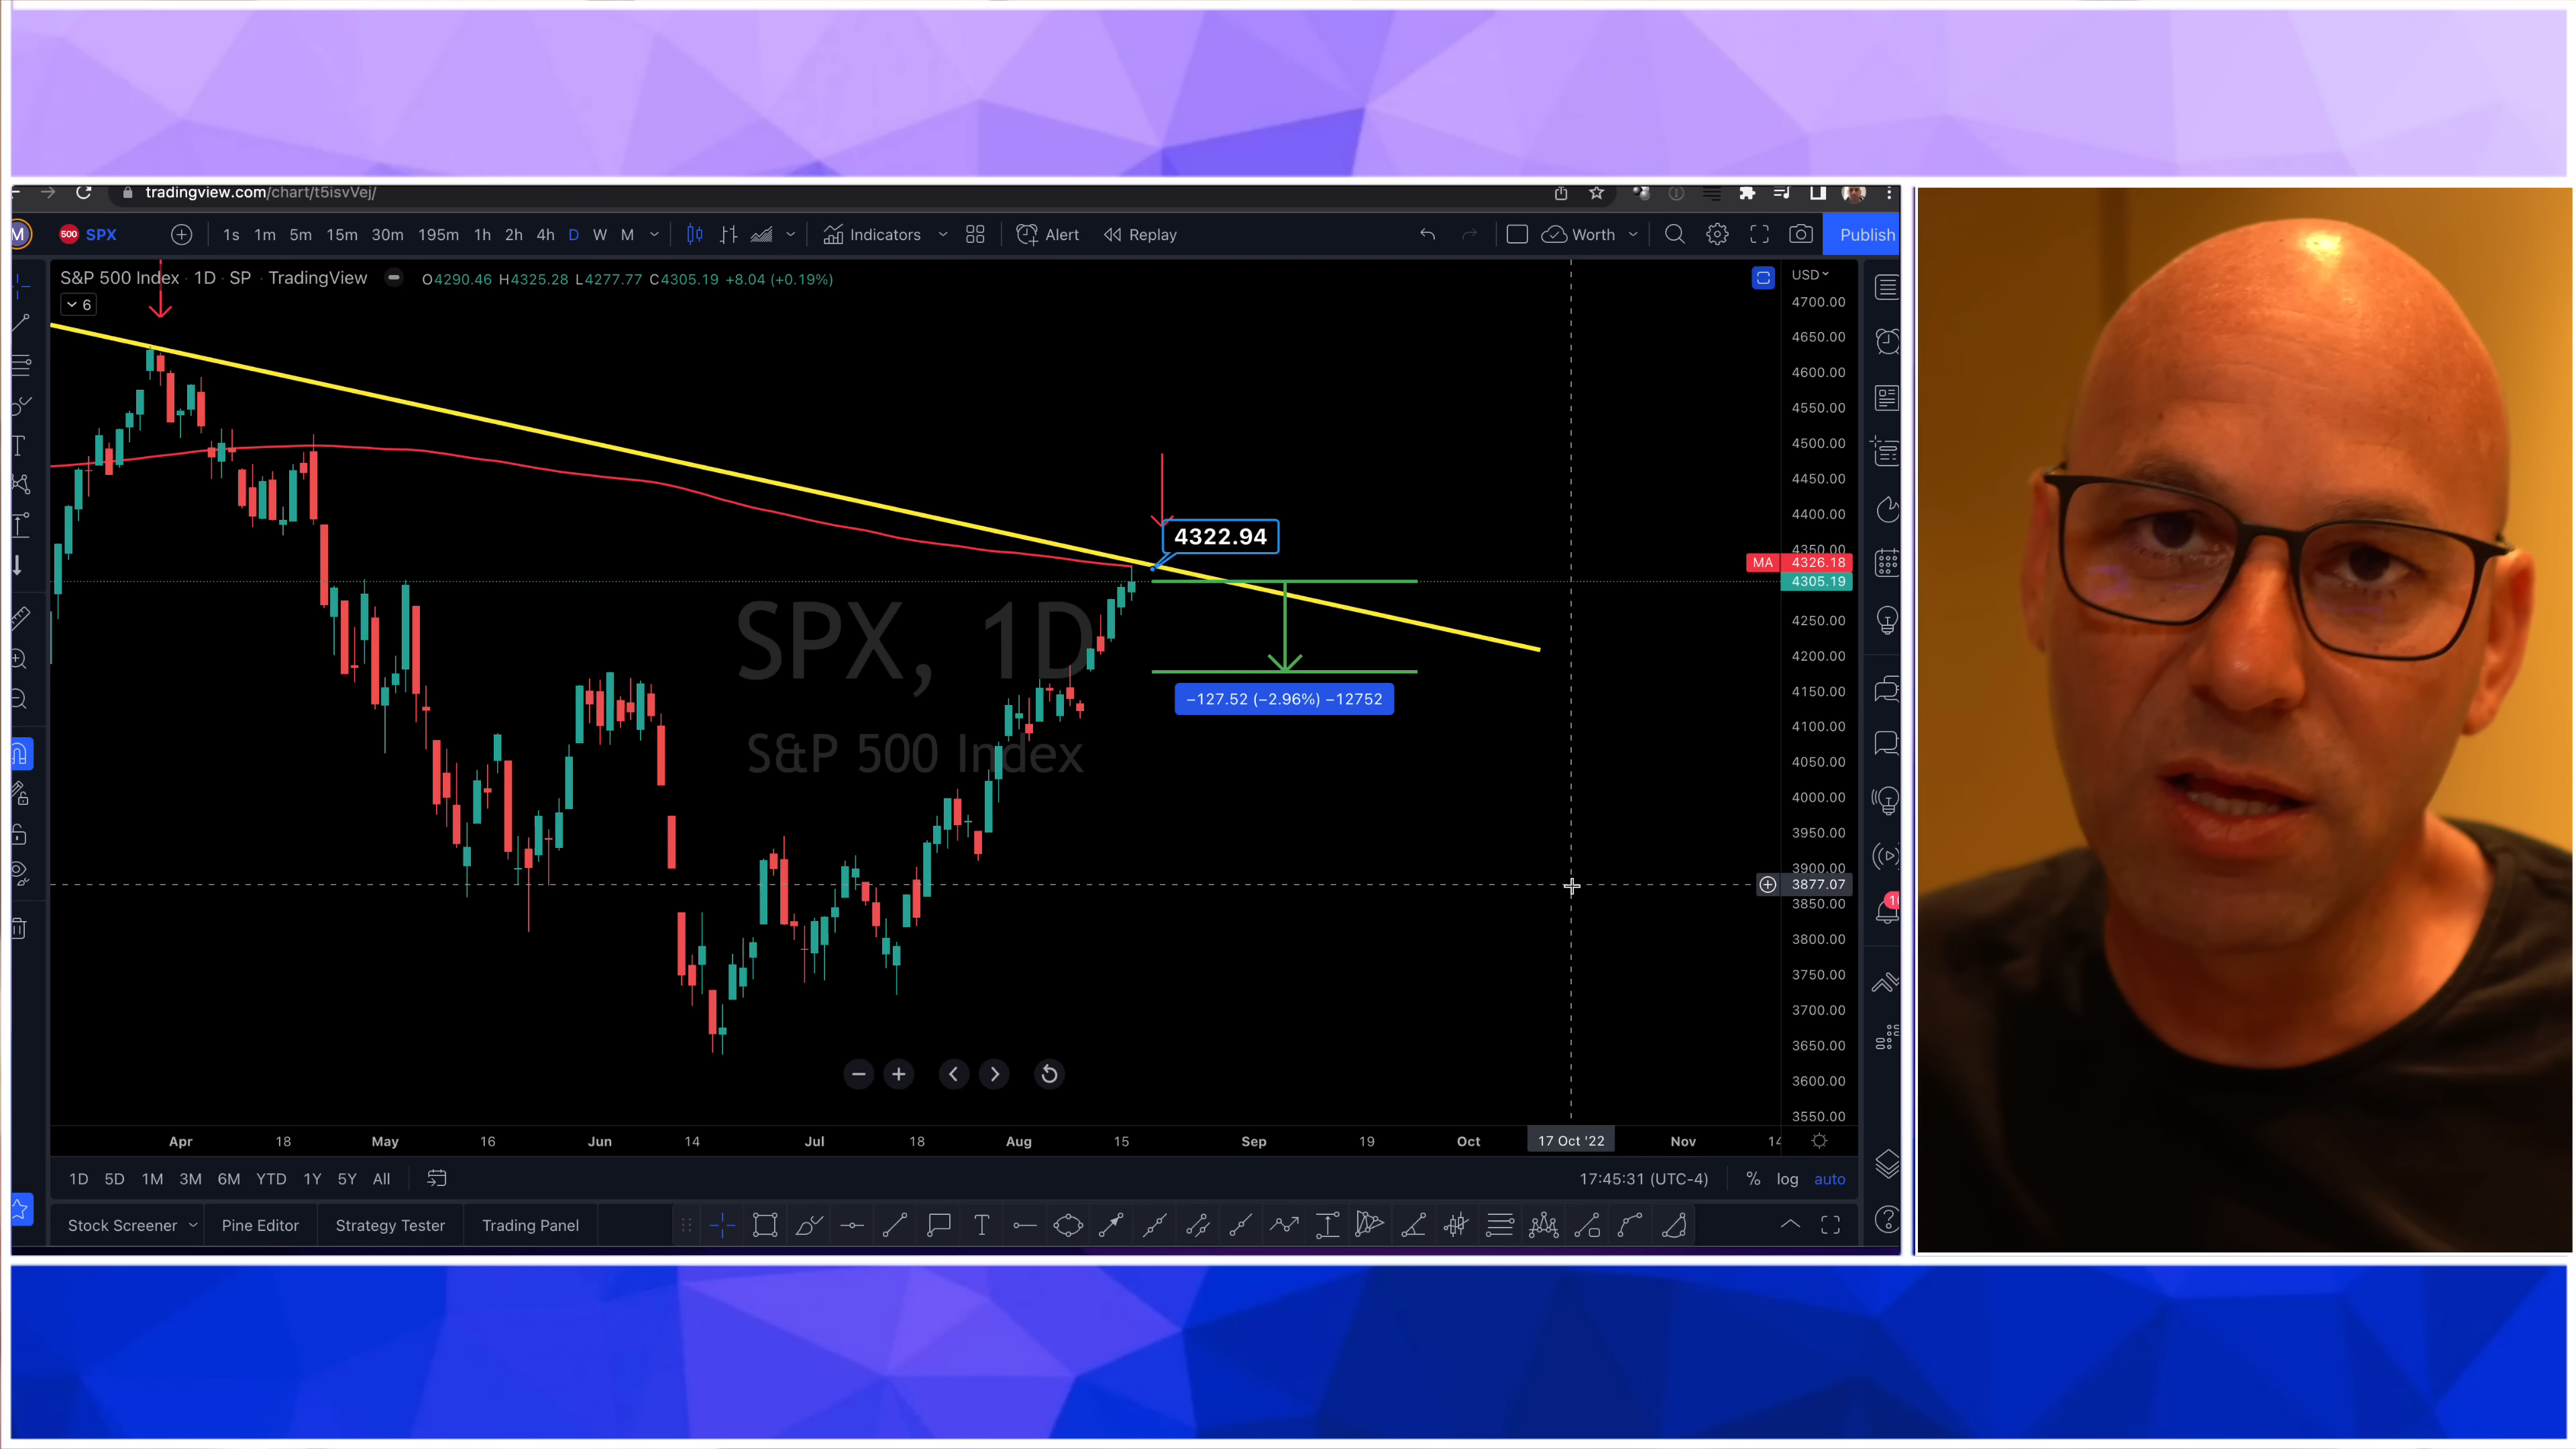 tradingview.com/chart/t5isvVej/
M 500 SPX 1s 1m 5m 15m 30m 195m 1h 2h 4h D W M Indicators Alert Replay Worth Publish
S&P 500 Index · 1D · SP · TradingView O4290.46 H4325.28 L4277.77 C4305.19 +8.04 (+0.19%) USD
6
4700.00
4650.00
4600.00
4550.00
4500.00
4450.00
4400.00
4322.94
4350.00
MA 4326.18
4305.19
4250.00
SPX, 1D
4200.00
4150.00
−127.52 (−2.96%) −12752
4100.00
S&P 500 Index
4050.00
4000.00
3950.00
3900.00
3877.07
3850.00
3800.00
3750.00
3700.00
3650.00
3600.00
3550.00
Apr 18 May 16 Jun 14 Jul 18 Aug 15 Sep 19 Oct 17 Oct '22 Nov 14
1D 5D 1M 3M 6M YTD 1Y 5Y All 17:45:31 (UTC-4) % log auto
Stock Screener Pine Editor Strategy Tester Trading Panel